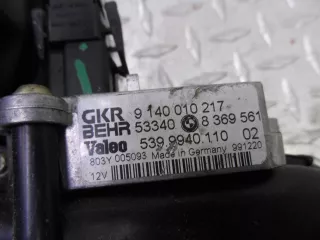 GKR 9 140 010 217
BEHR 53340 8 369 561
Valeo 539.9940.110 02
803Y 005093 Made in Germany 991220
12V